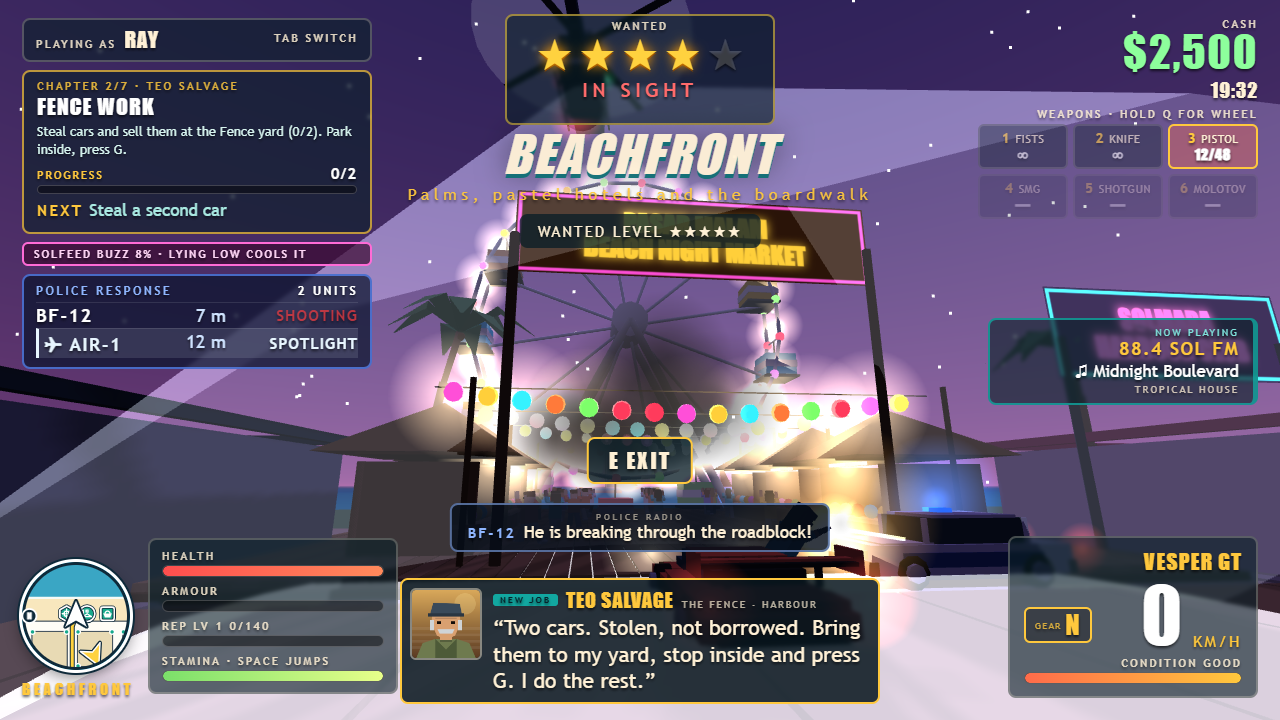 PLAYING AS RAY
TAB SWITCH
CHAPTER 2/7 · TEO SALVAGE
FENCE WORK
Steal cars and sell them at the Fence yard (0/2). Park
inside, press G.
PROGRESS 0/2
NEXT Steal a second car
SOLFEED BUZZ 8% · LYING LOW COOLS IT
POLICE RESPONSE 2 UNITS
BF-12 7 m SHOOTING
AIR-1 12 m SPOTLIGHT
WANTED
IN SIGHT
BEACHFRONT
Palms, pastel hotels and the boardwalk
WANTED LEVEL ★★★★★
BEACH NIGHT MARKET
CASH
$2,500
19:32
WEAPONS · HOLD Q FOR WHEEL
1 FISTS ∞
2 KNIFE ∞
3 PISTOL 12/48
4 SMG —
5 SHOTGUN —
6 MOLOTOV —
NOW PLAYING
88.4 SOL FM
♫ Midnight Boulevard
TROPICAL HOUSE
E EXIT
POLICE RADIO
BF-12 He is breaking through the roadblock!
NEW JOB TEO SALVAGE THE FENCE · HARBOUR
“Two cars. Stolen, not borrowed. Bring
them to my yard, stop inside and press
G. I do the rest.”
BEACHFRONT
HEALTH
ARMOUR
REP LV 1 0/140
STAMINA · SPACE JUMPS
VESPER GT
GEAR N
0 KM/H
CONDITION GOOD